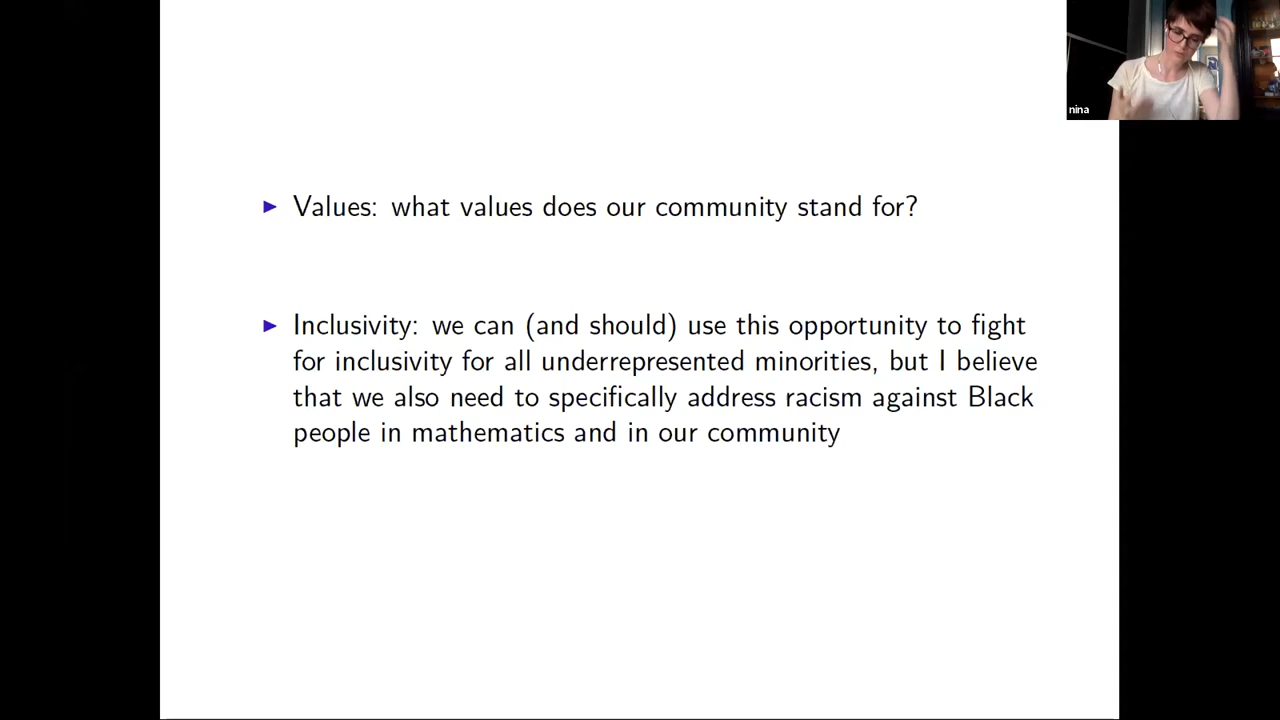 nina
Values: what values does our community stand for?
Inclusivity: we can (and should) use this opportunity to fight
for inclusivity for all underrepresented minorities, but I believe
that we also need to specifically address racism against Black
people in mathematics and in our community